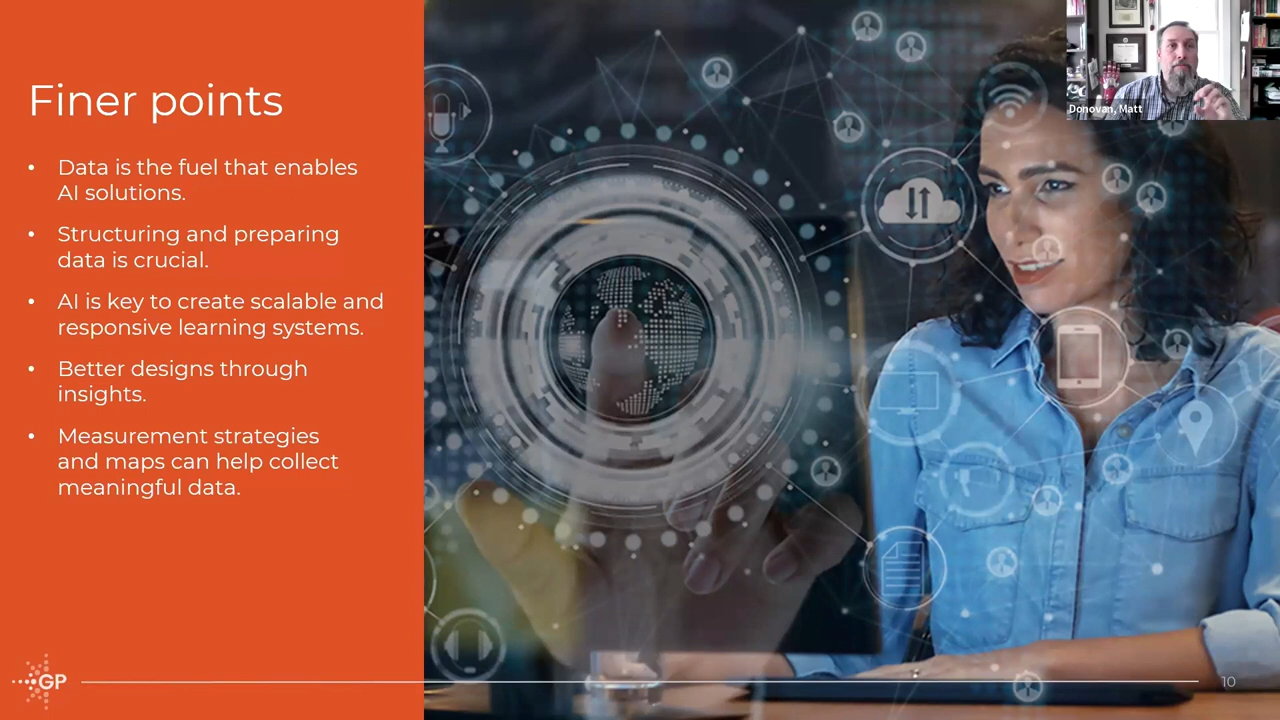 Donovan, Matt
Finer points
• Data is the fuel that enables
AI solutions.
• Structuring and preparing
data is crucial.
• AI is key to create scalable and
responsive learning systems.
• Better designs through
insights.
• Measurement strategies
and maps can help collect
meaningful data.
GP
10